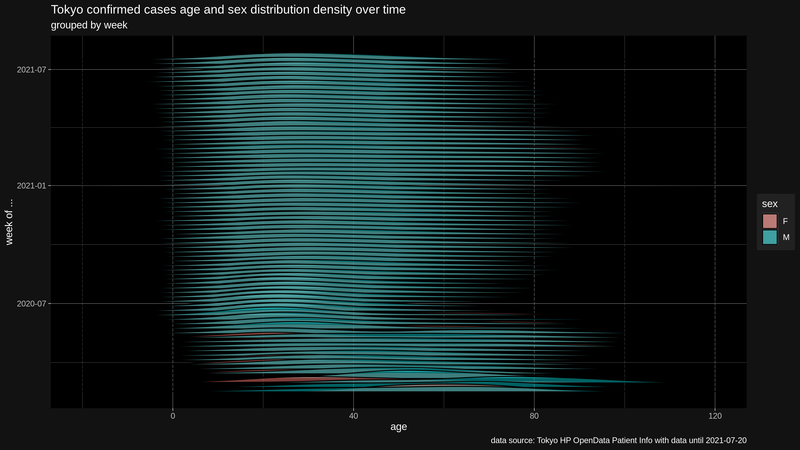 Tokyo confirmed cases age and sex distribution density over time
grouped by week
2021-07
2021-01
2020-07
week of ...
0
40
80
120
age
sex
F
M
data source: Tokyo HP OpenData Patient Info with data until 2021-07-20